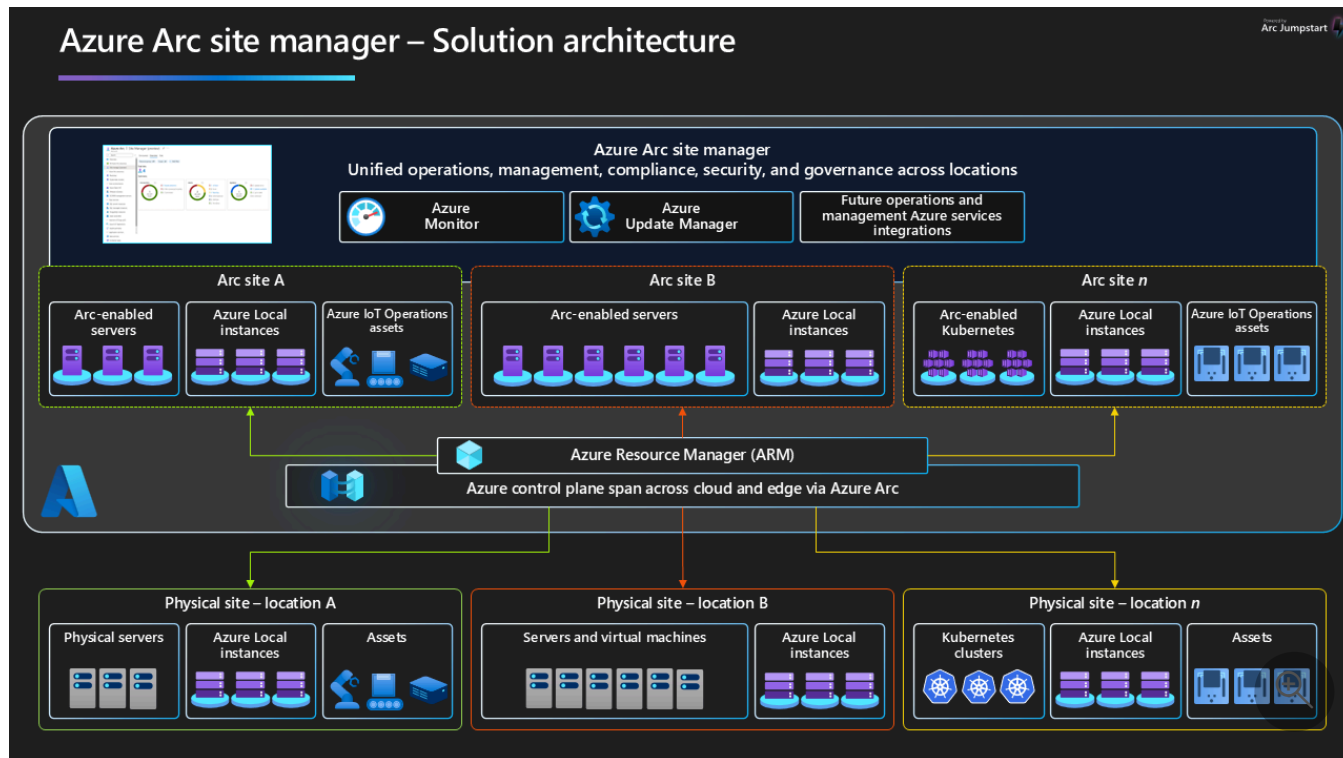 Azure Arc site manager – Solution architecture
Powered by
Arc Jumpstart
Azure Arc site manager
Unified operations, management, compliance, security, and governance across locations
Azure
Monitor
Azure
Update Manager
Future operations and
management Azure services
integrations
Arc site A
Arc-enabled
servers
Azure Local
instances
Azure IoT Operations
assets
Arc site B
Arc-enabled servers
Azure Local
instances
Arc site n
Arc-enabled
Kubernetes
Azure Local
instances
Azure IoT Operations
assets
Azure Resource Manager (ARM)
Azure control plane span across cloud and edge via Azure Arc
Physical site – location A
Physical servers
Azure Local
instances
Assets
Physical site – location B
Servers and virtual machines
Azure Local
instances
Physical site – location n
Kubernetes
clusters
Azure Local
instances
Assets